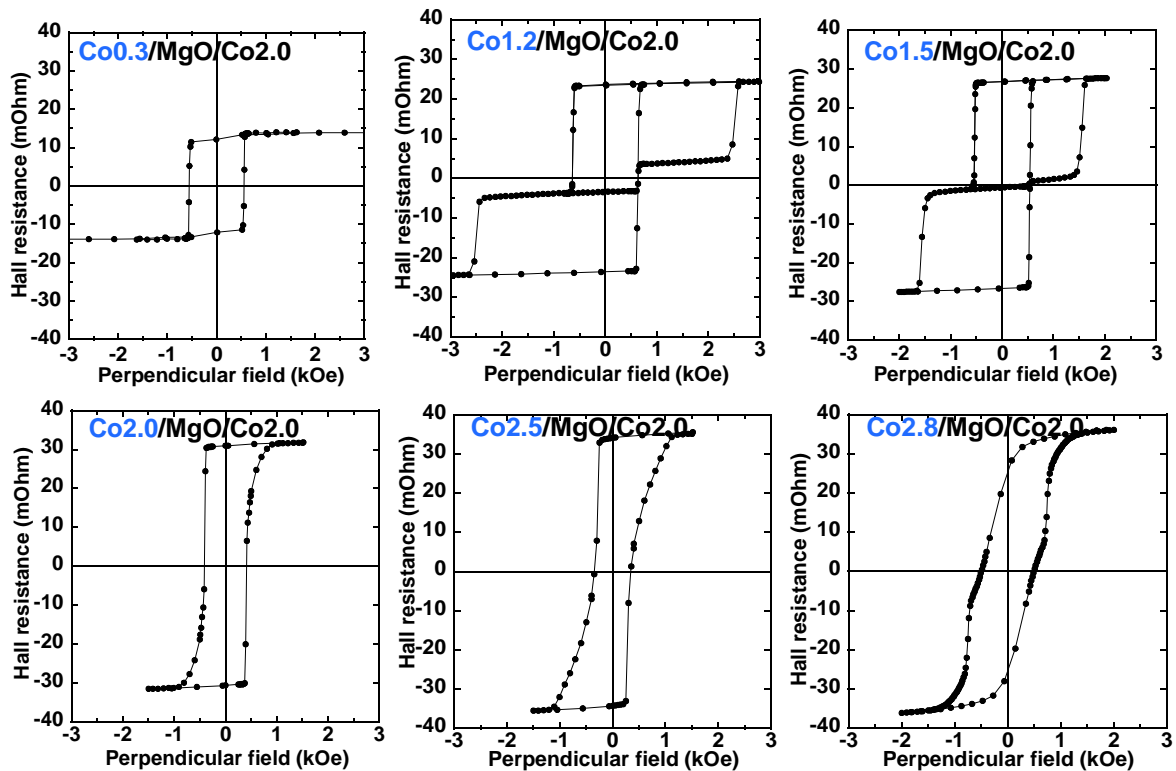 Co0.3/MgO/Co2.0
Hall resistance (mOhm)
40
30
20
10
0
-10
-20
-30
-40
-3 -2 -1 0 1 2 3
Perpendicular field (kOe)
Co1.2/MgO/Co2.0
Hall resistance (mOhm)
40
30
20
10
0
-10
-20
-30
-40
-3 -2 -1 0 1 2 3
Perpendicular field (kOe)
Co1.5/MgO/Co2.0
Hall resistance (mOhm)
40
30
20
10
0
-10
-20
-30
-40
-3 -2 -1 0 1 2 3
Perpendicular field (kOe)
Co2.0/MgO/Co2.0
Hall resistance (mOhm)
40
30
20
10
0
-10
-20
-30
-40
-3 -2 -1 0 1 2 3
Perpendicular field (kOe)
Co2.5/MgO/Co2.0
Hall resistance (mOhm)
40
30
20
10
0
-10
-20
-30
-40
-3 -2 -1 0 1 2 3
Perpendicular field (kOe)
Co2.8/MgO/Co2.0
Hall resistance (mOhm)
40
30
20
10
0
-10
-20
-30
-40
-3 -2 -1 0 1 2 3
Perpendicular field (kOe)